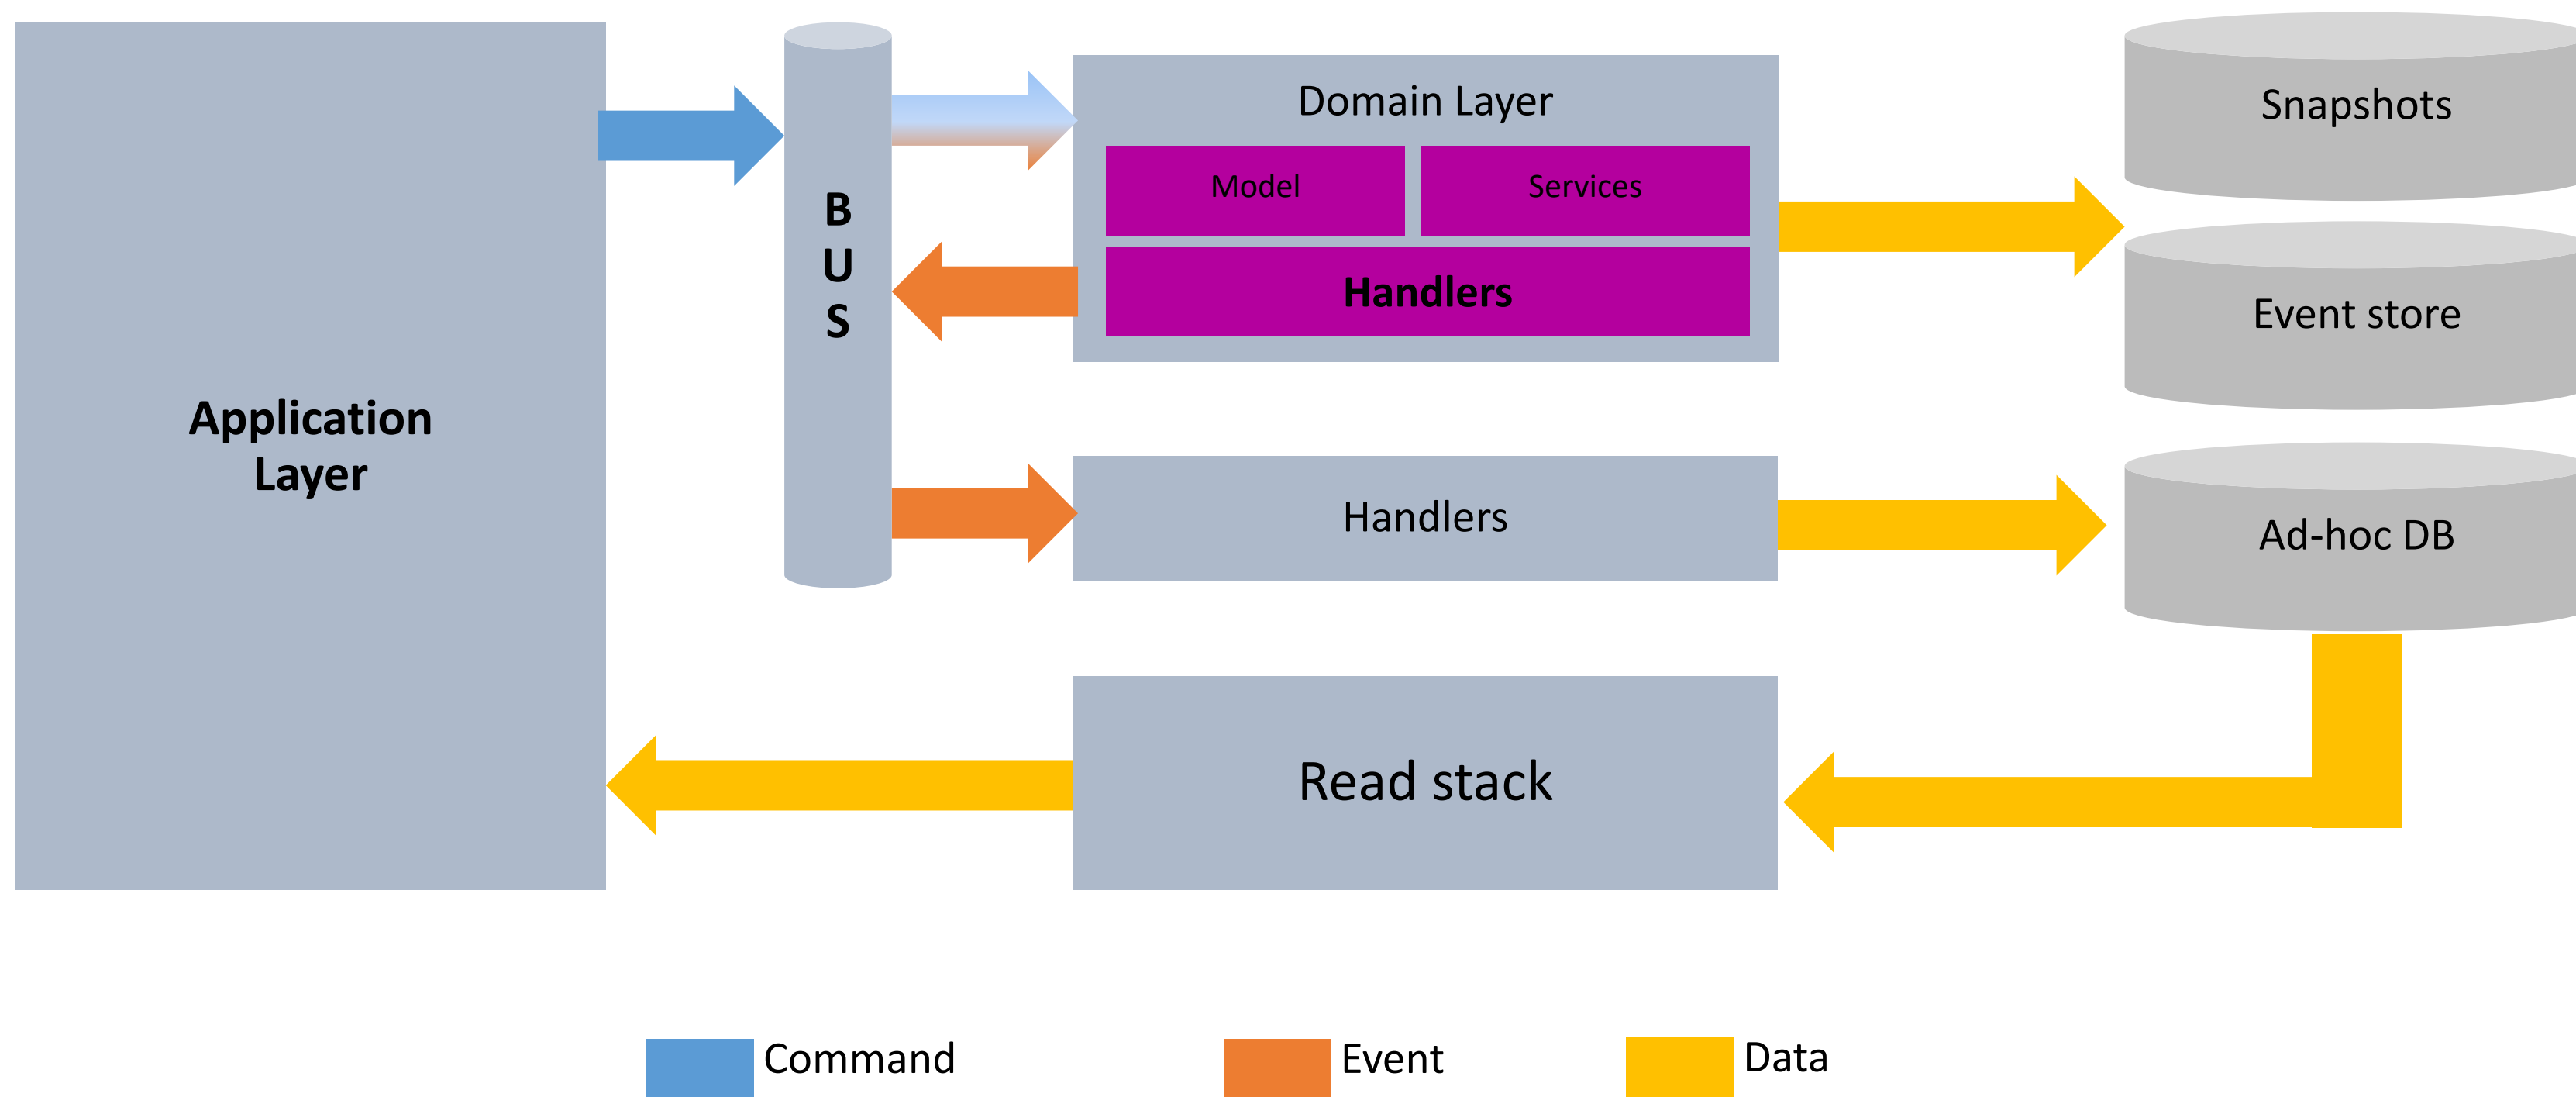 Application
Layer
B
U
S
Domain Layer
Model
Services
Handlers
Handlers
Read stack
Snapshots
Event store
Ad-hoc DB
Command
Event
Data